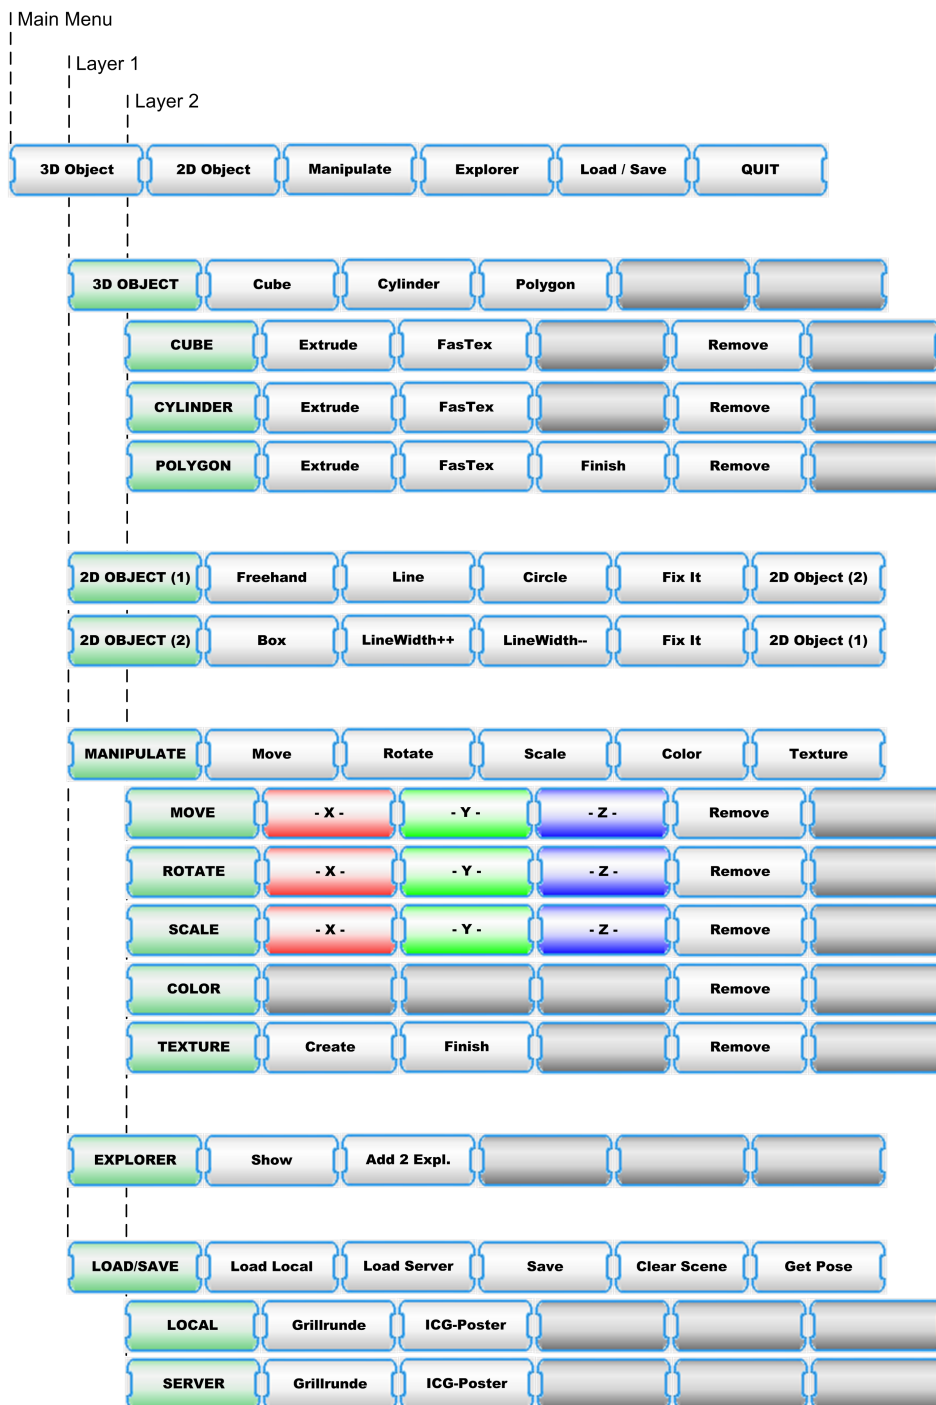 Main Menu
Layer 1
Layer 2
3D Object 2D Object Manipulate Explorer Load / Save QUIT
3D OBJECT Cube Cylinder Polygon
CUBE Extrude FasTex Remove
CYLINDER Extrude FasTex Remove
POLYGON Extrude FasTex Finish Remove
2D OBJECT (1) Freehand Line Circle Fix It 2D Object (2)
2D OBJECT (2) Box LineWidth++ LineWidth-- Fix It 2D Object (1)
MANIPULATE Move Rotate Scale Color Texture
MOVE - X - - Y - - Z - Remove
ROTATE - X - - Y - - Z - Remove
SCALE - X - - Y - - Z - Remove
COLOR Remove
TEXTURE Create Finish Remove
EXPLORER Show Add 2 Expl.
LOAD/SAVE Load Local Load Server Save Clear Scene Get Pose
LOCAL Grillrunde ICG-Poster
SERVER Grillrunde ICG-Poster